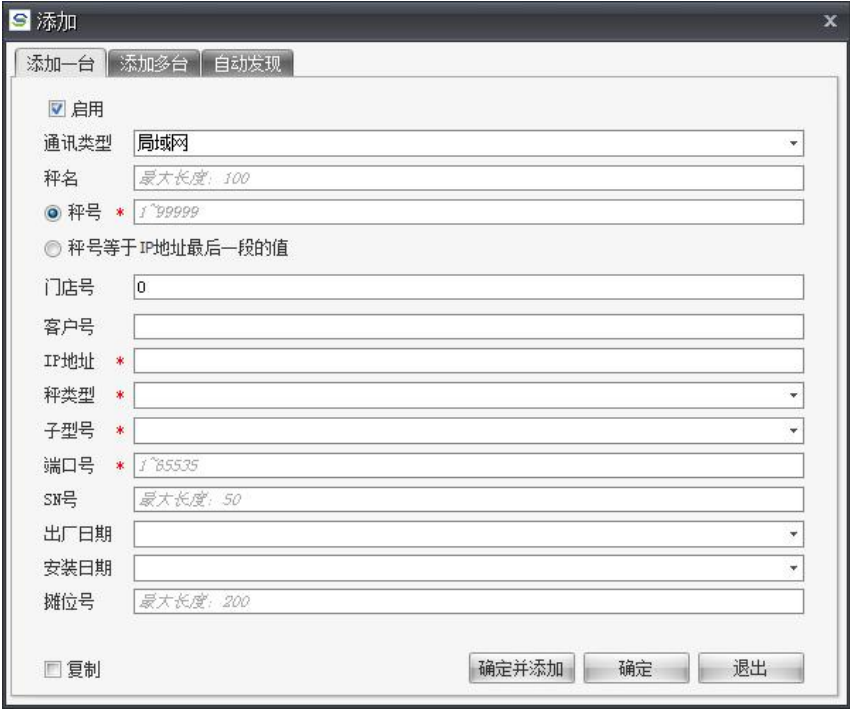 添加
添加一台 添加多台 自动发现
启用
通讯类型 局域网
秤名 最大长度：100
秤号 * 1~99999
秤号等于IP地址最后一段的值
门店号 0
客户号
IP地址 *
秤类型 *
子型号 *
端口号 * 1~65535
SN号 最大长度：50
出厂日期
安装日期
摊位号 最大长度：200
复制 确定并添加 确定 退出